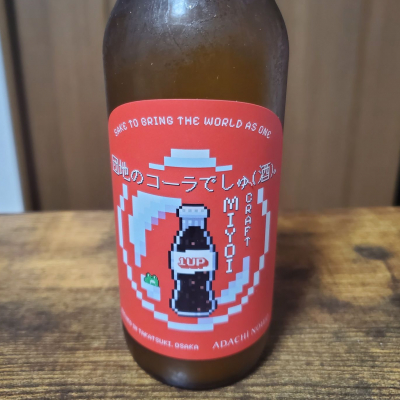 SAKE TO BRING THE WORLD AS ONE
団地のコーラでしゅ(酒)。
MIYOI
CRAFT
1UP
TAKATSUKI, OSAKA
ADACHI